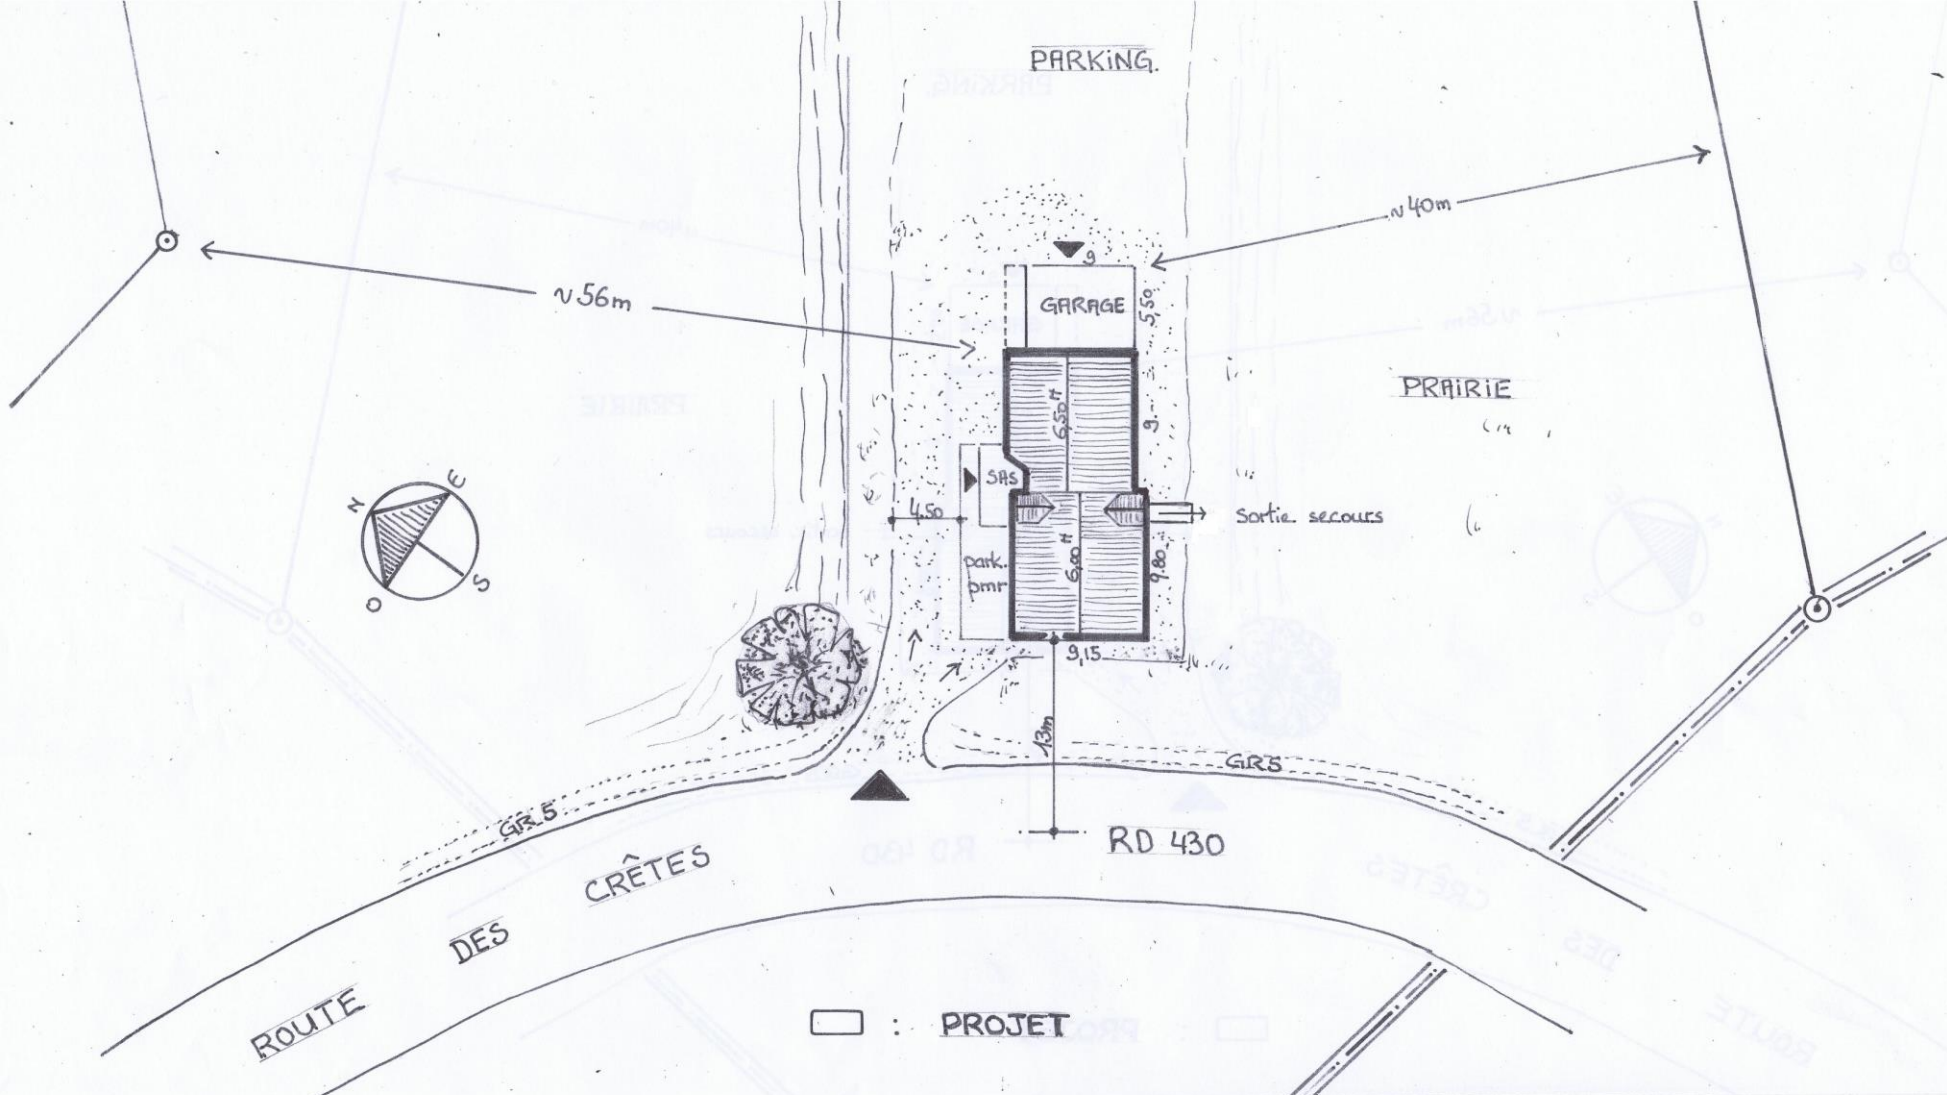 PARKING.
~40m
9
~56m
GARAGE
5,50
PRAIRIE
6,50 H
9.-
N
E
S
O
SAS
4.50
Sortie secours
park.
pmr
6,00 H
9.80
9,15
13m
GR5
GR.5
RD 430
ROUTE DES CRÊTES
: PROJET